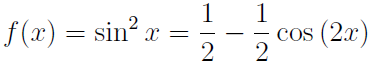 f(x) = sin² x = 1/2 − 1/2 cos (2x)